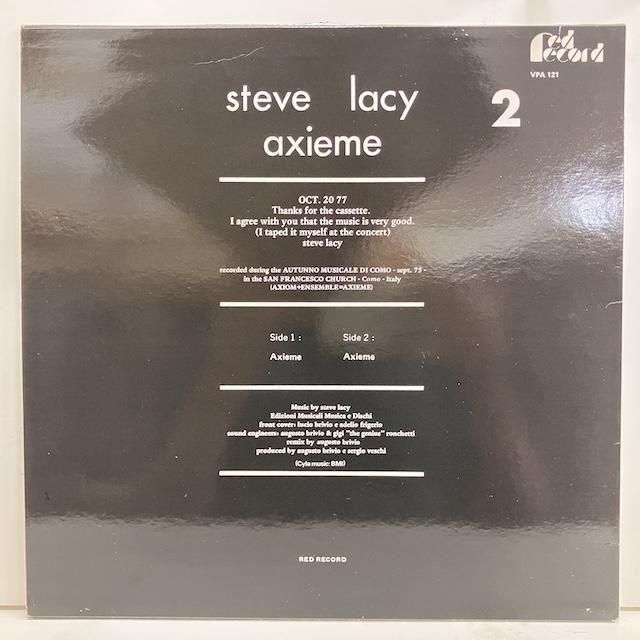 red
record
VPA 121
steve lacy
2
axieme
OCT. 20 77
Thanks for the cassette.
I agree with you that the music is very good.
(I taped it myself at the concert)
steve lacy
recorded during the AUTUNNO MUSICALE DI COMO - sept. 75
in the SAN FRANCESCO CHURCH - Como - Italy
(AXIOM+ENSEMBLE=AXIEME)
Side 1 : Side 2 :
Axieme Axieme
Music by steve lacy
Edizioni Musicali Musica e Dischi
front cover: lucio brivio e adelio frigerio
sound engineers: augusto brivio & gigi "the genius" ronchetti
remix by augusto brivio
produced by augusto brivio e sergio veschi
(Cyla music: BMI)
RED RECORD